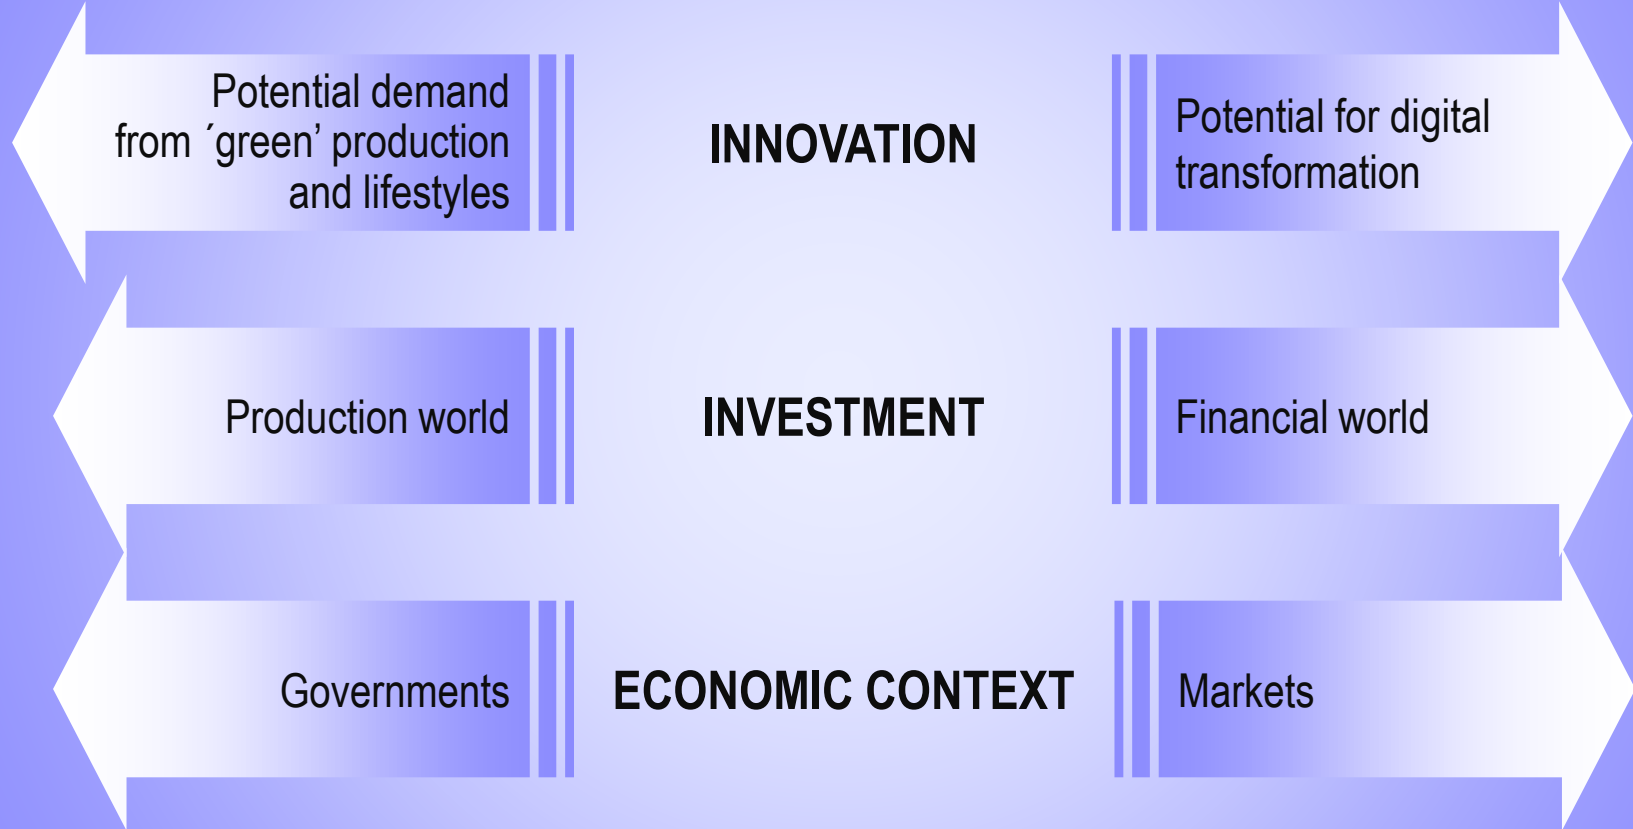 Potential demand
from ´green’ production
and lifestyles
INNOVATION
Potential for digital
transformation
Production world
INVESTMENT
Financial world
Governments
ECONOMIC CONTEXT
Markets